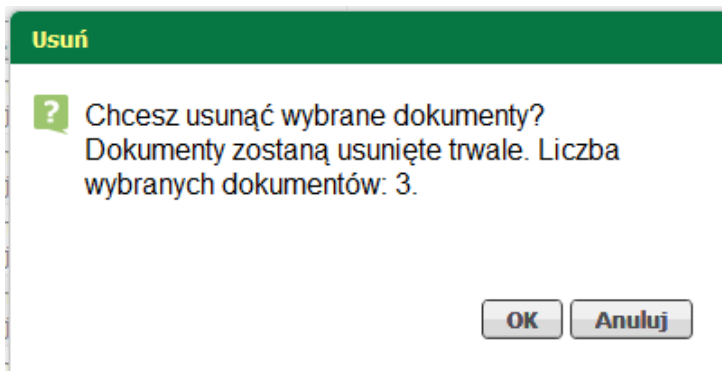 Usuń
Chcesz usunąć wybrane dokumenty?
Dokumenty zostaną usunięte trwale. Liczba
wybranych dokumentów: 3.
OK Anuluj